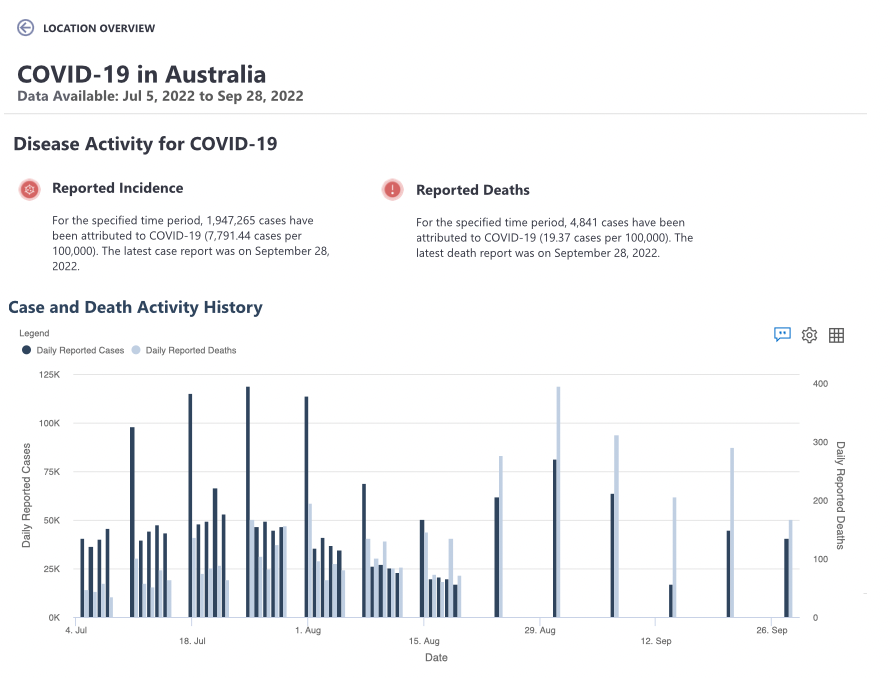 LOCATION OVERVIEW
COVID-19 in Australia
Data Available: Jul 5, 2022 to Sep 28, 2022
Disease Activity for COVID-19
Reported Incidence
For the specified time period, 1,947,265 cases have
been attributed to COVID-19 (7,791.44 cases per
100,000). The latest case report was on September 28,
2022.
Reported Deaths
For the specified time period, 4,841 cases have been
attributed to COVID-19 (19.37 cases per 100,000). The
latest death report was on September 28, 2022.
Case and Death Activity History
Legend
Daily Reported Cases
Daily Reported Deaths
125K
100K
75K
50K
25K
0K
Daily Reported Cases
400
300
200
100
0
Daily Reported Deaths
4. Jul
18. Jul
1. Aug
15. Aug
29. Aug
12. Sep
26. Sep
Date